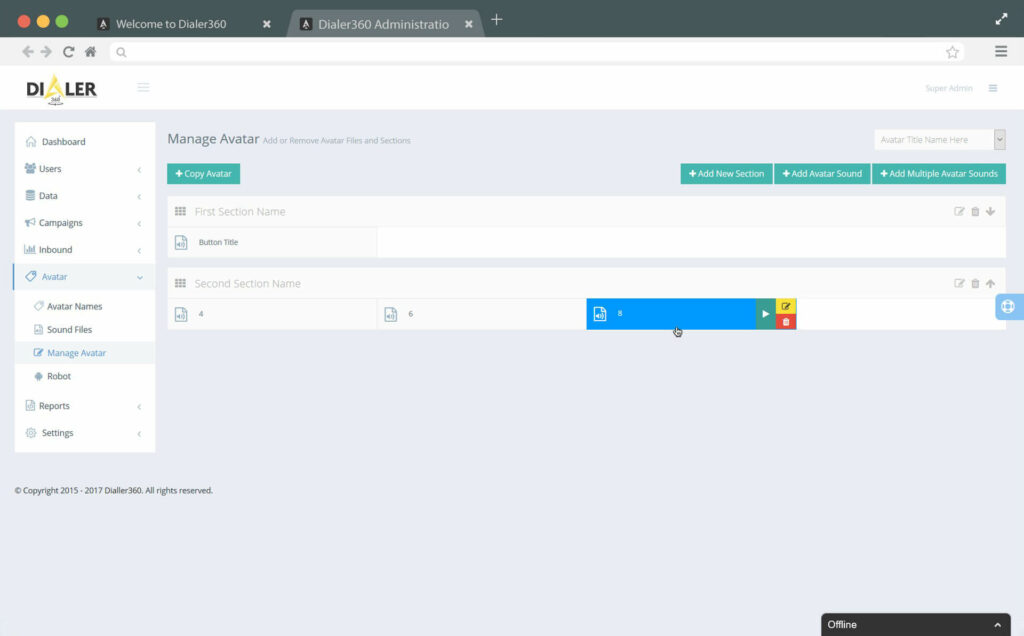 Welcome to Dialer360
Dialer360 Administratio
DIALER
360
Super Admin
Dashboard
Users
Data
Campaigns
Inbound
Avatar
Avatar Names
Sound Files
Manage Avatar
Robot
Reports
Settings
Manage Avatar Add or Remove Avatar Files and Sections
Avatar Title Name Here
Copy Avatar
Add New Section
Add Avatar Sound
Add Multiple Avatar Sounds
First Section Name
Button Title
Second Section Name
4
6
8
© Copyright 2015 - 2017 Dialler360. All rights reserved.
Offline